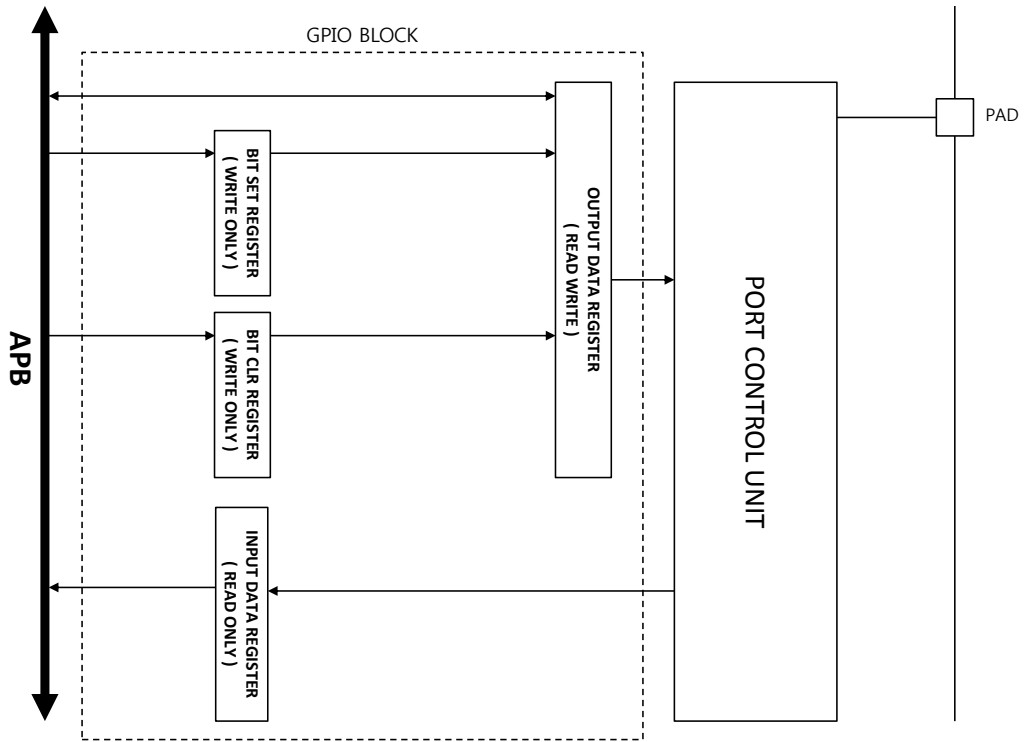 GPIO BLOCK
PAD
BIT SET REGISTER
( WRITE ONLY )
OUTPUT DATA REGISTER
( READ WRITE )
PORT CONTROL UNIT
APB
BIT CLR REGISTER
( WRITE ONLY )
INPUT DATA REGISTER
( READ ONLY )